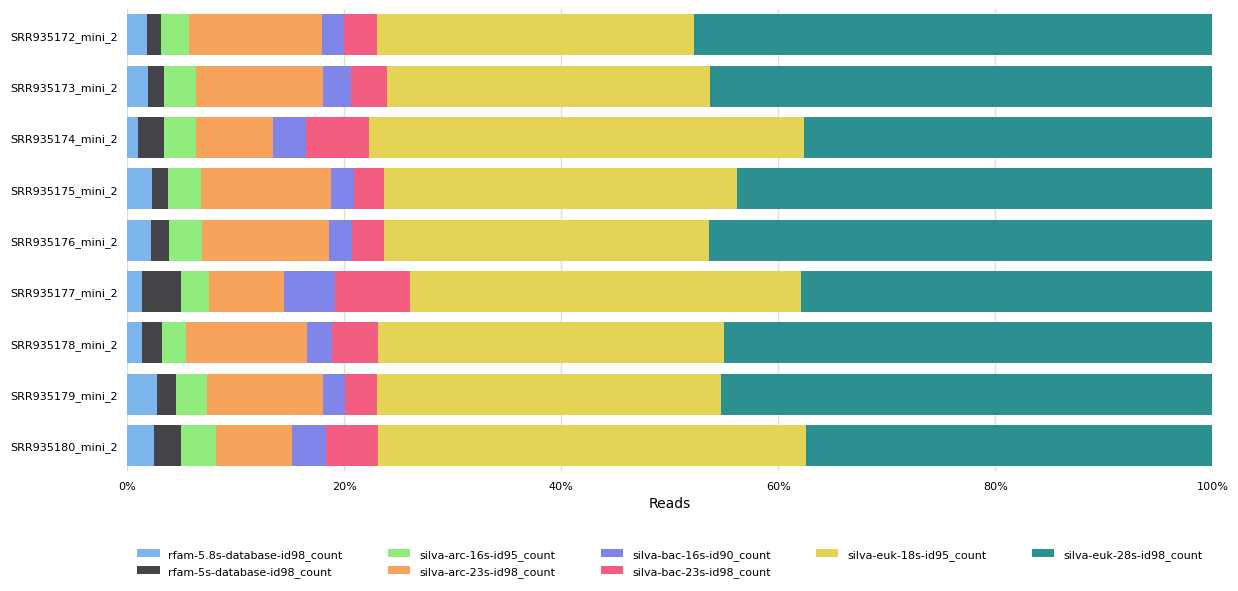 SRR935172_mini_2
SRR935173_mini_2
SRR935174_mini_2
SRR935175_mini_2
SRR935176_mini_2
SRR935177_mini_2
SRR935178_mini_2
SRR935179_mini_2
SRR935180_mini_2
0% 20% 40% 60% 80% 100%
Reads
rfam-5.8s-database-id98_count silva-arc-16s-id95_count silva-bac-16s-id90_count silva-euk-18s-id95_count silva-euk-28s-id98_count
rfam-5s-database-id98_count silva-arc-23s-id98_count silva-bac-23s-id98_count